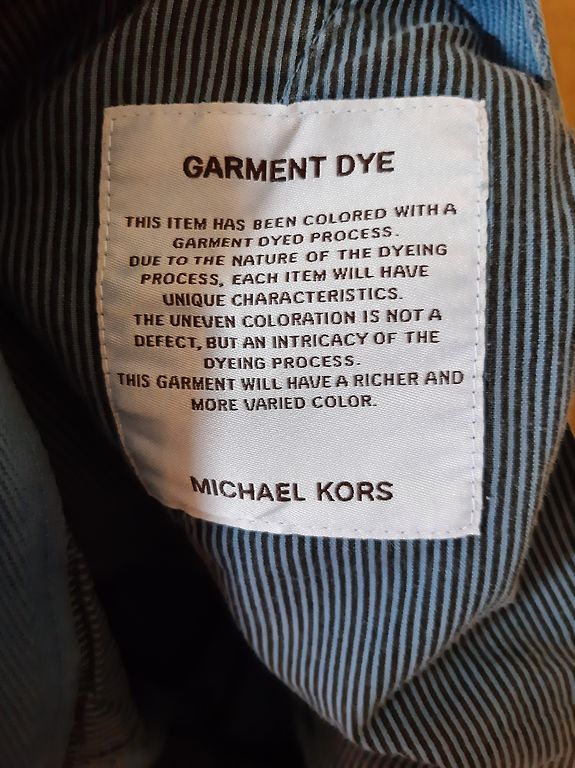 GARMENT DYE
THIS ITEM HAS BEEN COLORED WITH A
GARMENT DYED PROCESS.
DUE TO THE NATURE OF THE DYEING
PROCESS, EACH ITEM WILL HAVE
UNIQUE CHARACTERISTICS.
THE UNEVEN COLORATION IS NOT A
DEFECT, BUT AN INTRICACY OF THE
DYEING PROCESS.
THIS GARMENT WILL HAVE A RICHER AND
MORE VARIED COLOR.
MICHAEL KORS